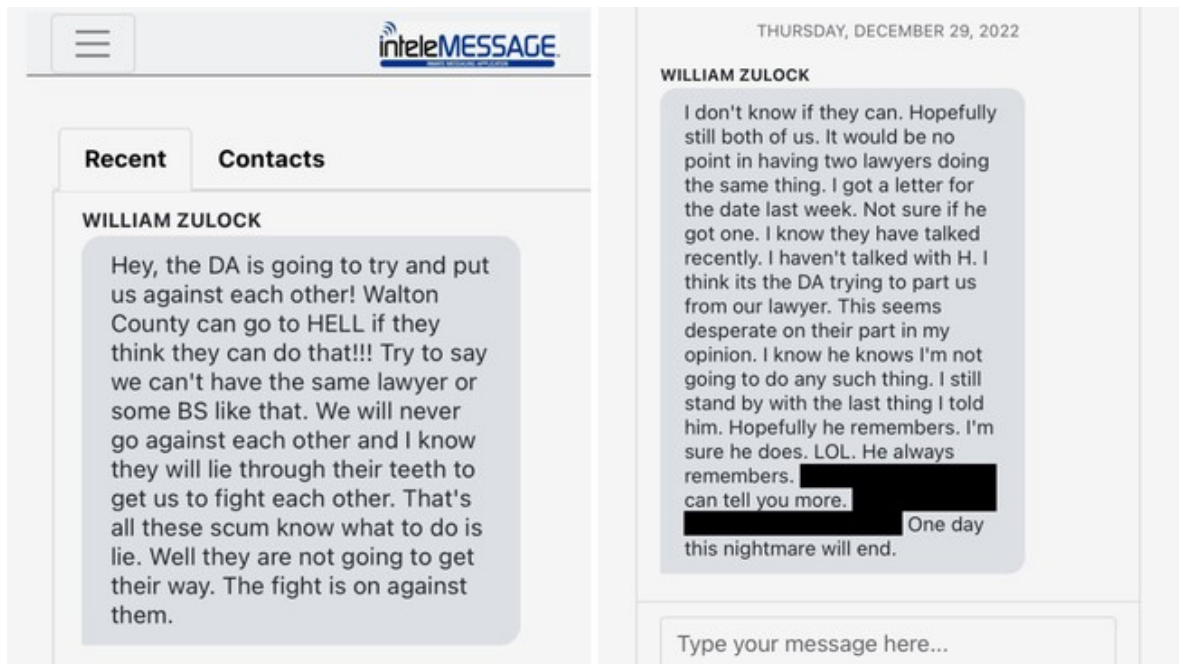 inteleMESSAGE
Recent
Contacts
WILLIAM ZULOCK
Hey, the DA is going to try and put
us against each other! Walton
County can go to HELL if they
think they can do that!!! Try to say
we can't have the same lawyer or
some BS like that. We will never
go against each other and I know
they will lie through their teeth to
get us to fight each other. That's
all these scum know what to do is
lie. Well they are not going to get
their way. The fight is on against
them.
THURSDAY, DECEMBER 29, 2022
WILLIAM ZULOCK
I don't know if they can. Hopefully
still both of us. It would be no
point in having two lawyers doing
the same thing. I got a letter for
the date last week. Not sure if he
got one. I know they have talked
recently. I haven't talked with H. I
think its the DA trying to part us
from our lawyer. This seems
desperate on their part in my
opinion. I know he knows I'm not
going to do any such thing. I still
stand by with the last thing I told
him. Hopefully he remembers. I'm
sure he does. LOL. He always
remembers.
can tell you more.
One day
this nightmare will end.
Type your message here...